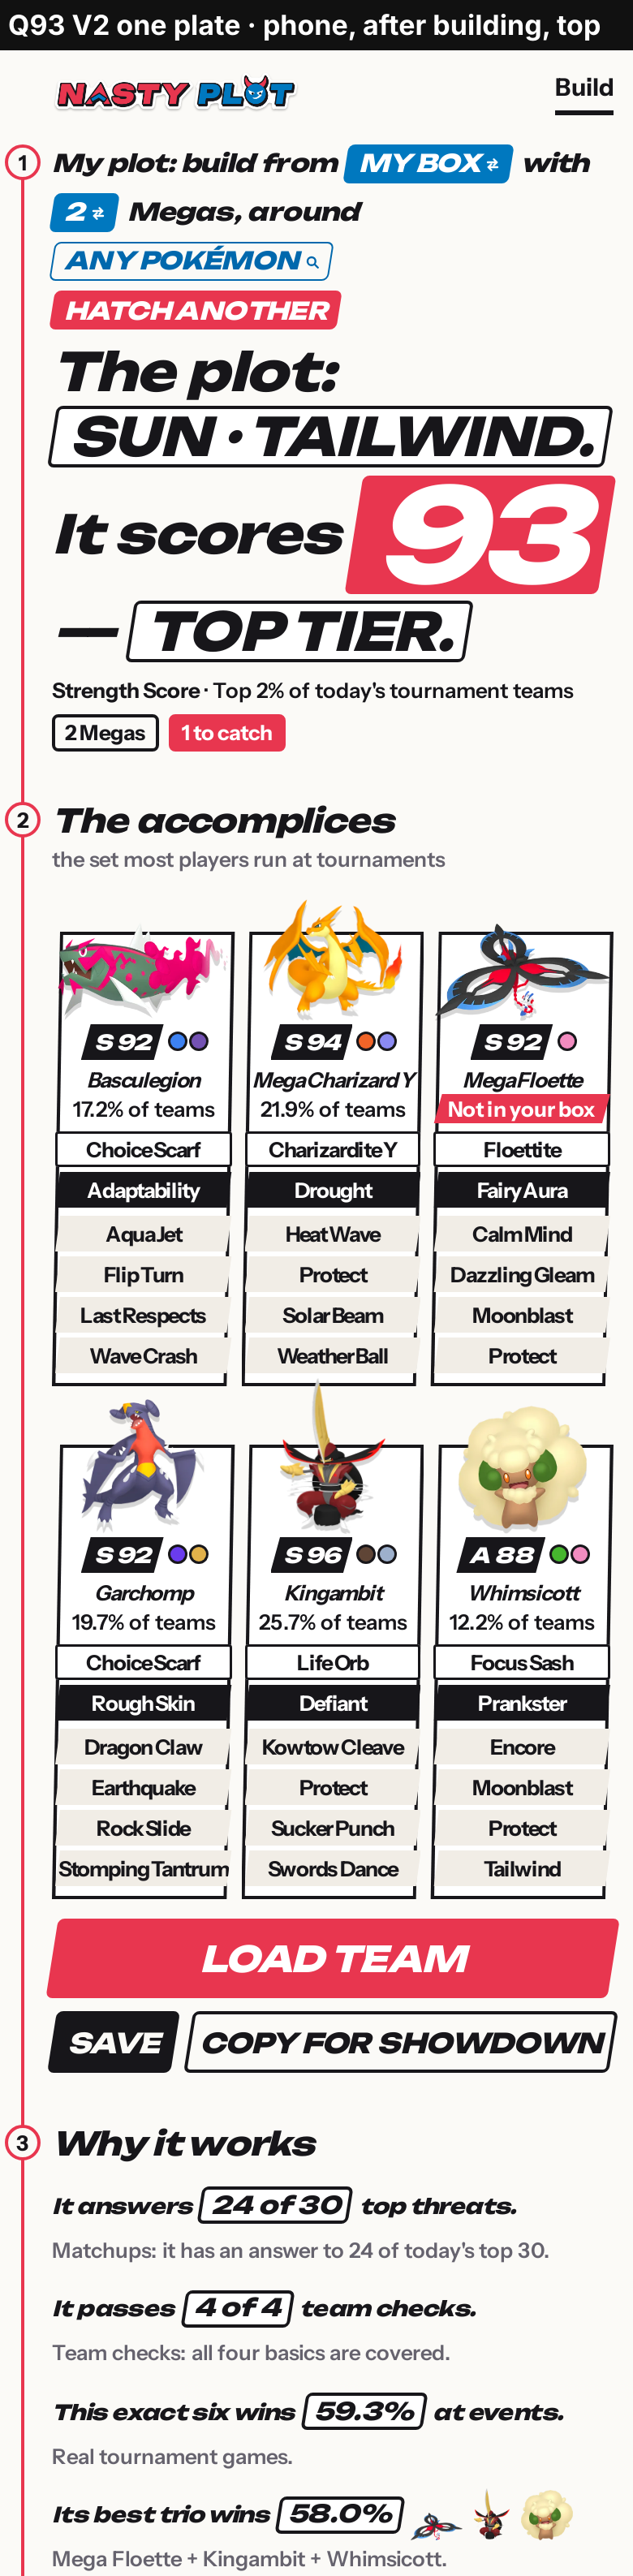 Q93 V2 one plate · phone, after building, top
NASTY PLOT
Build
1
My plot: build from MY BOX ⇄ with
2 ⇄ Megas, around
ANY POKÉMON
HATCH ANOTHER
The plot:
SUN · TAILWIND.
It scores 93
— TOP TIER.
Strength Score · Top 2% of today's tournament teams
2 Megas 1 to catch
2
The accomplices
the set most players run at tournaments
S 92 S 94 S 92
Basculegion Mega Charizard Y Mega Floette
17.2% of teams 21.9% of teams Not in your box
Choice Scarf Charizardite Y Floettite
Adaptability Drought Fairy Aura
Aqua Jet Heat Wave Calm Mind
Flip Turn Protect Dazzling Gleam
Last Respects Solar Beam Moonblast
Wave Crash Weather Ball Protect
S 92 S 96 A 88
Garchomp Kingambit Whimsicott
19.7% of teams 25.7% of teams 12.2% of teams
Choice Scarf Life Orb Focus Sash
Rough Skin Defiant Prankster
Dragon Claw Kowtow Cleave Encore
Earthquake Protect Moonblast
Rock Slide Sucker Punch Protect
Stomping Tantrum Swords Dance Tailwind
LOAD TEAM
SAVE COPY FOR SHOWDOWN
3
Why it works
It answers 24 of 30 top threats.
Matchups: it has an answer to 24 of today's top 30.
It passes 4 of 4 team checks.
Team checks: all four basics are covered.
This exact six wins 59.3% at events.
Real tournament games.
Its best trio wins 58.0%
Mega Floette + Kingambit + Whimsicott.